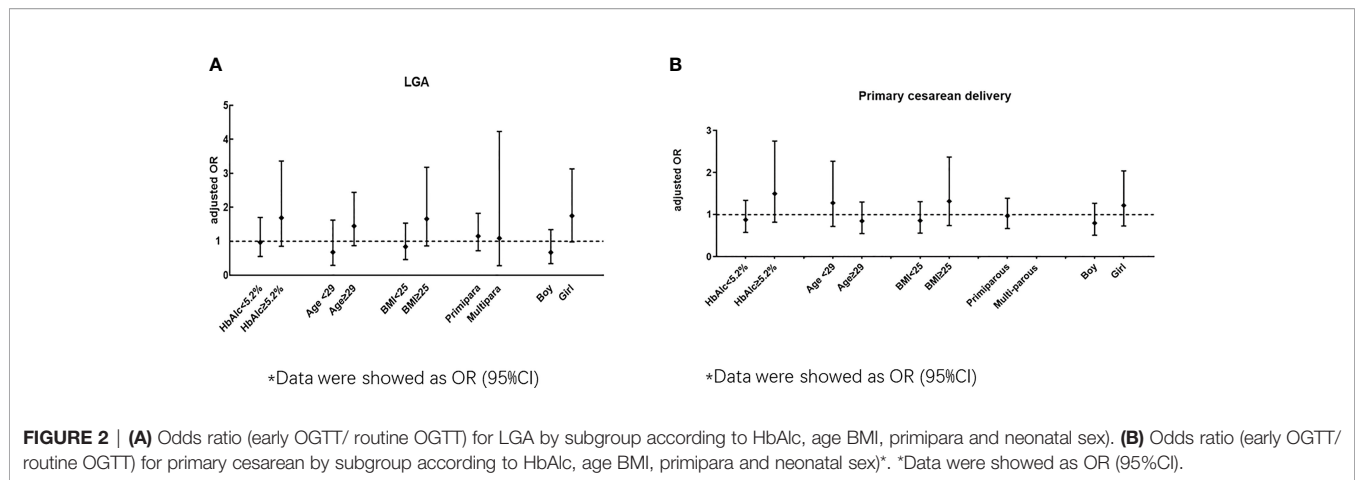 A
LGA
adjusted OR
5
4
3
2
1
0
HbAlc<5.2%
HbAlc≥5.2%
Age <29
Age≥29
BMI<25
BMI≥25
Primipara
Multipara
Boy
Girl
*Data were showed as OR (95%CI)
B
Primary cesarean delivery
adjusted OR
3
2
1
0
HbAlc<5.2%
HbAlc≥5.2%
Age <29
Age≥29
BMI<25
BMI≥25
Primiparous
Multi-parous
Boy
Girl
*Data were showed as OR (95%CI)
FIGURE 2 | (A) Odds ratio (early OGTT/ routine OGTT) for LGA by subgroup according to HbAlc, age BMI, primipara and neonatal sex). (B) Odds ratio (early OGTT/
routine OGTT) for primary cesarean by subgroup according to HbAlc, age BMI, primipara and neonatal sex)*. *Data were showed as OR (95%CI).